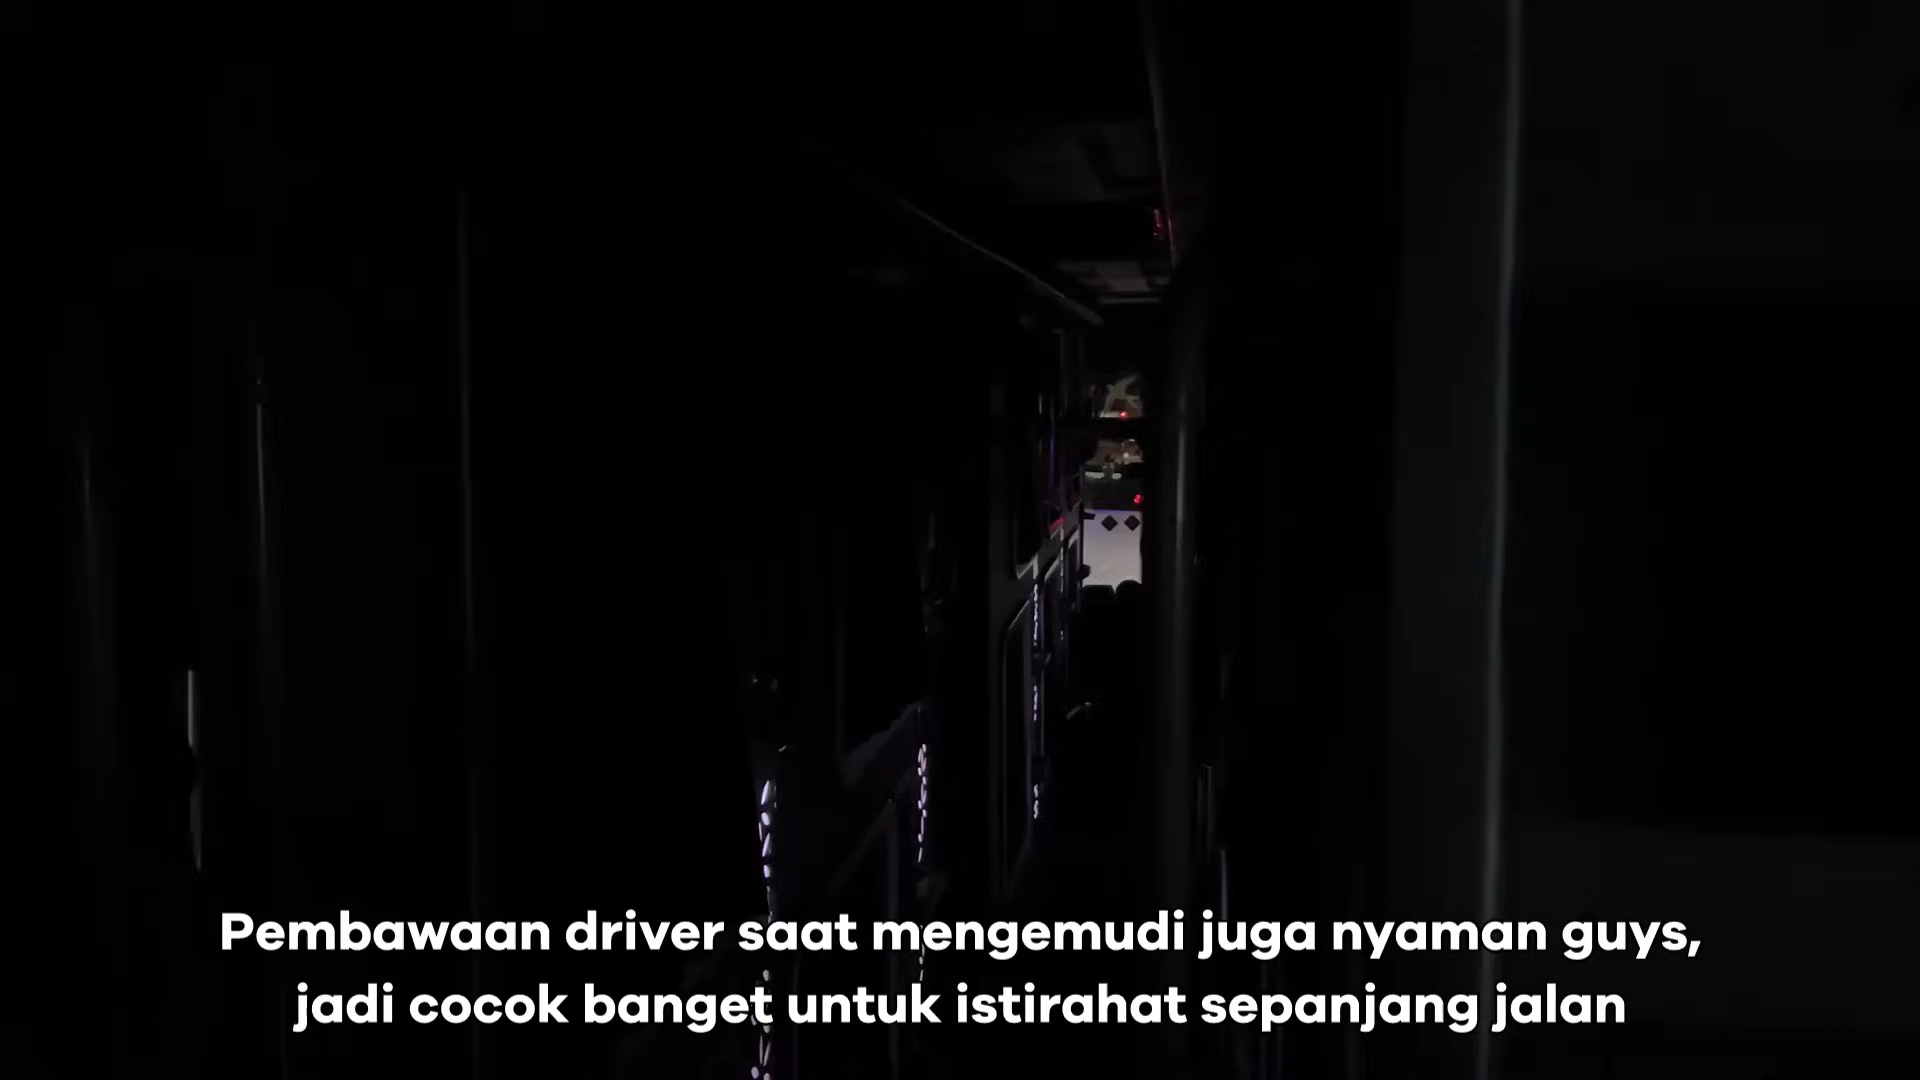 Pembawaan driver saat mengemudi juga nyaman guys,
jadi cocok banget untuk istirahat sepanjang jalan